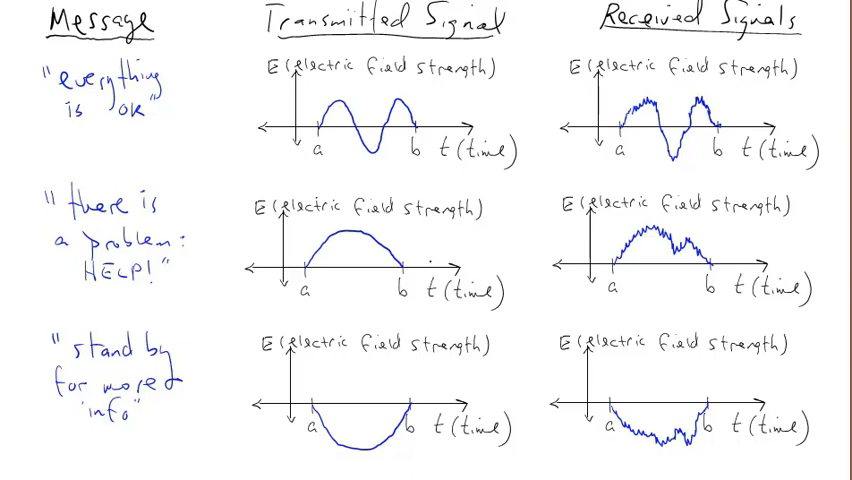 Message Transmitted Signal Received Signals
"everything
is ok"
E(electric field strength)
a b t(time)
E(electric field strength)
a b t(time)
"there is
a problem:
HELP!"
E(electric field strength)
a b t(time)
E(electric field strength)
a b t(time)
"stand by
for more
info"
E(electric field strength)
a b t(time)
E(electric field strength)
a b t(time)